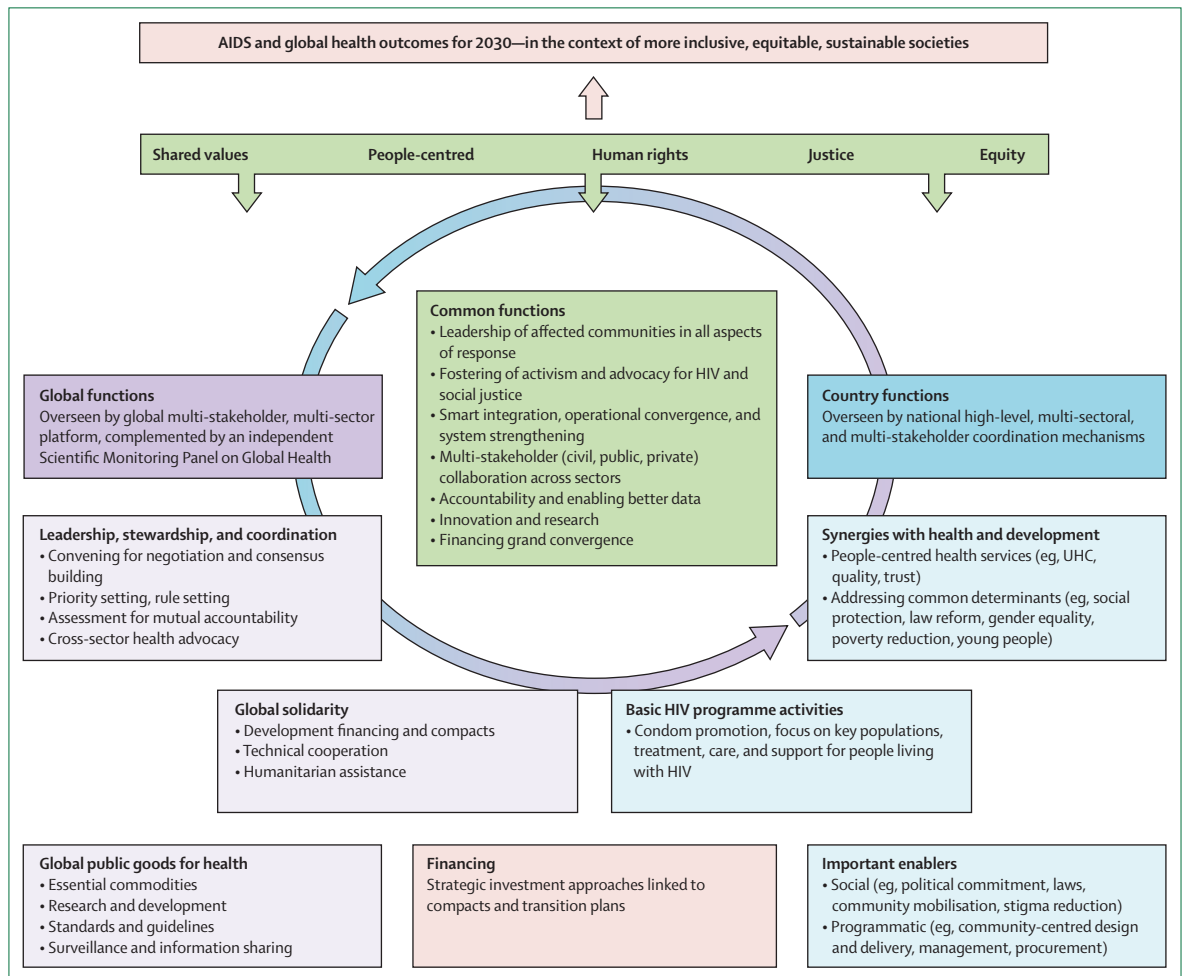 AIDS and global health outcomes for 2030—in the context of more inclusive, equitable, sustainable societies
Shared values People-centred Human rights Justice Equity
Common functions
• Leadership of affected communities in all aspects
of response
• Fostering of activism and advocacy for HIV and
social justice
• Smart integration, operational convergence, and
system strengthening
• Multi-stakeholder (civil, public, private)
collaboration across sectors
• Accountability and enabling better data
• Innovation and research
• Financing grand convergence
Global functions
Overseen by global multi-stakeholder, multi-sector
platform, complemented by an independent
Scientific Monitoring Panel on Global Health
Country functions
Overseen by national high-level, multi-sectoral,
and multi-stakeholder coordination mechanisms
Leadership, stewardship, and coordination
• Convening for negotiation and consensus
building
• Priority setting, rule setting
• Assessment for mutual accountability
• Cross-sector health advocacy
Synergies with health and development
• People-centred health services (eg, UHC,
quality, trust)
• Addressing common determinants (eg, social
protection, law reform, gender equality,
poverty reduction, young people)
Global solidarity
• Development financing and compacts
• Technical cooperation
• Humanitarian assistance
Basic HIV programme activities
• Condom promotion, focus on key populations,
treatment, care, and support for people living
with HIV
Global public goods for health
• Essential commodities
• Research and development
• Standards and guidelines
• Surveillance and information sharing
Financing
Strategic investment approaches linked to
compacts and transition plans
Important enablers
• Social (eg, political commitment, laws,
community mobilisation, stigma reduction)
• Programmatic (eg, community-centred design
and delivery, management, procurement)